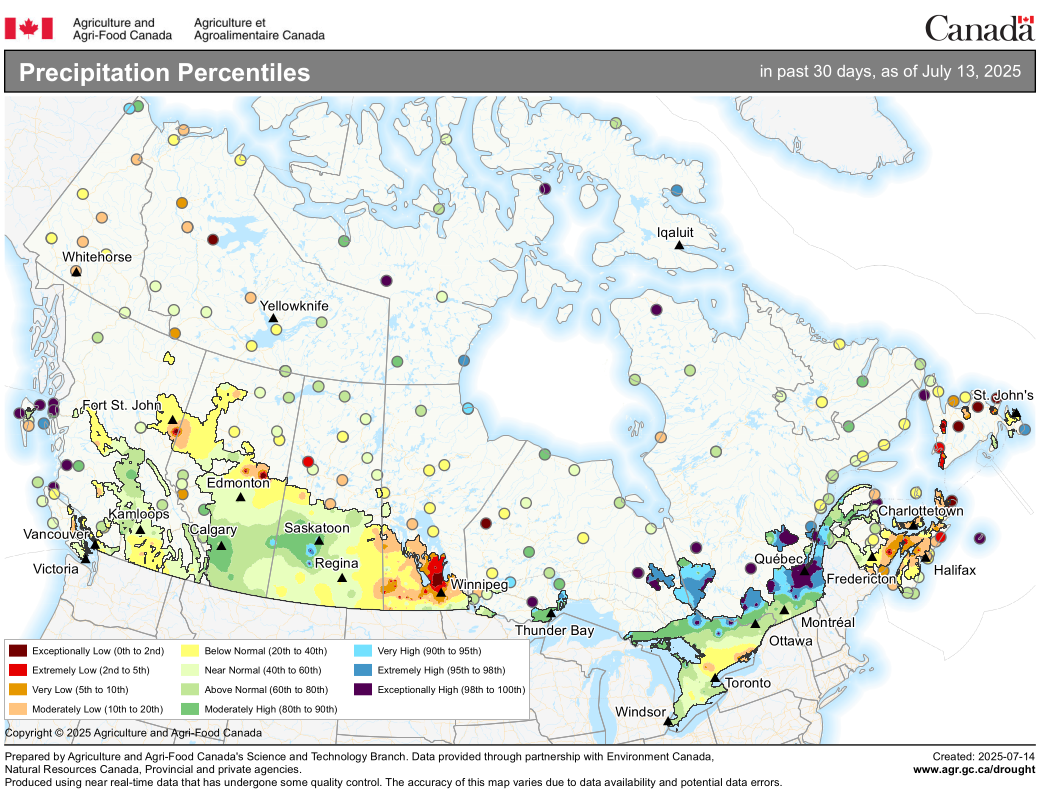 Agriculture and Agriculture et
Agri-Food Canada Agroalimentaire Canada
Canada
Precipitation Percentiles
in past 30 days, as of July 13, 2025
Iqaluit
Whitehorse
Yellowknife
St. John's
Fort St. John
Edmonton
Kamloops
Charlottetown
Calgary
Saskatoon
Vancouver
Québec
Regina
Victoria
Winnipeg
Fredericton
Halifax
Montréal
Thunder Bay
Ottawa
Toronto
Windsor
Exceptionally Low (0th to 2nd)
Extremely Low (2nd to 5th)
Very Low (5th to 10th)
Moderately Low (10th to 20th)
Below Normal (20th to 40th)
Near Normal (40th to 60th)
Above Normal (60th to 80th)
Moderately High (80th to 90th)
Very High (90th to 95th)
Extremely High (95th to 98th)
Exceptionally High (98th to 100th)
Copyright © 2025 Agriculture and Agri-Food Canada
Prepared by Agriculture and Agri-Food Canada's Science and Technology Branch. Data provided through partnership with Environment Canada,
Natural Resources Canada, Provincial and private agencies.
Produced using near real-time data that has undergone some quality control. The accuracy of this map varies due to data availability and potential data errors.
Created: 2025-07-14
www.agr.gc.ca/drought